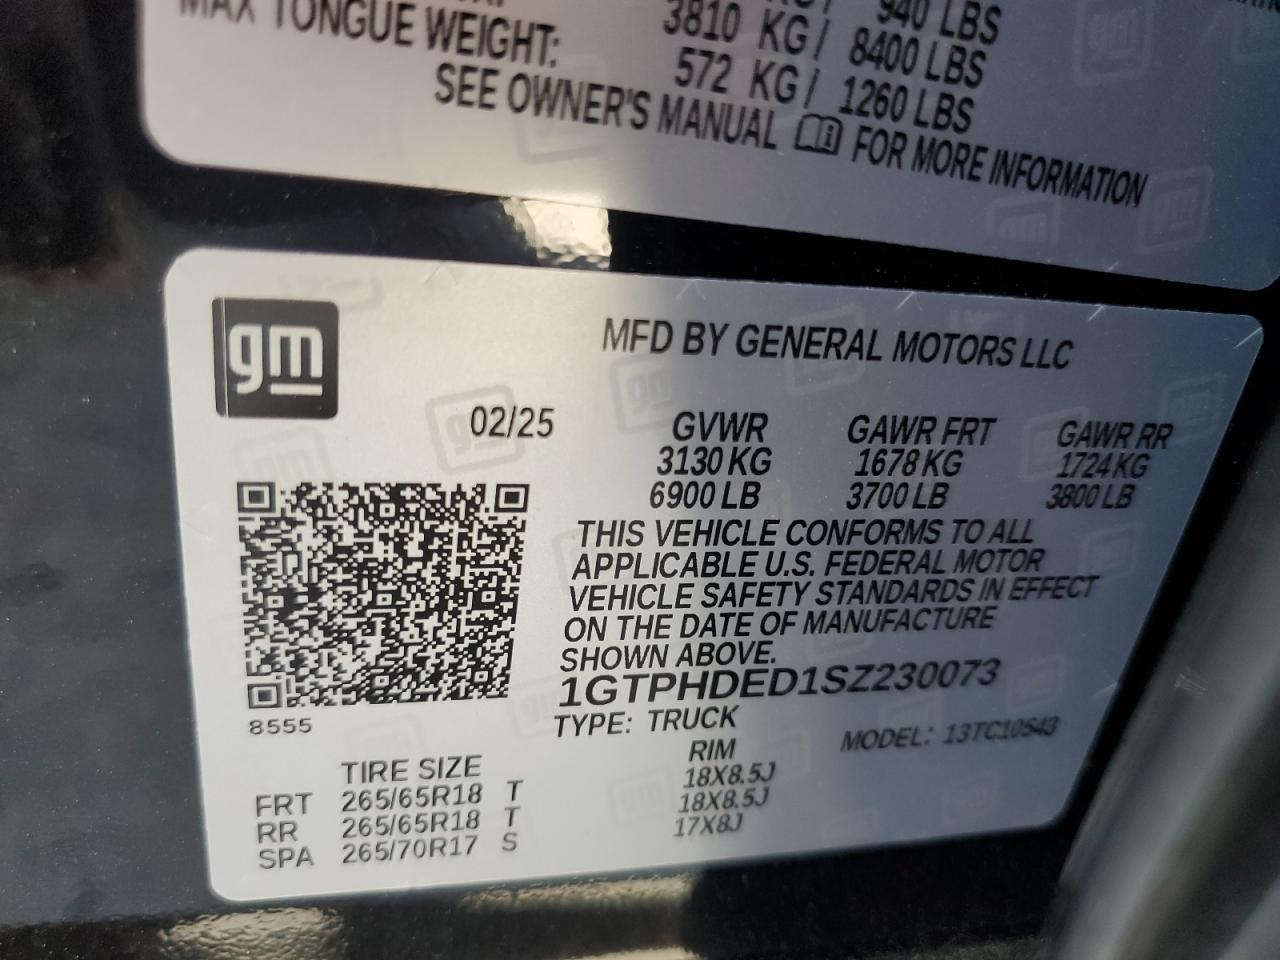 940 LBS
3810 KG / 8400 LBS
MAX TONGUE WEIGHT: 572 KG / 1260 LBS
SEE OWNER'S MANUAL FOR MORE INFORMATION
gm
MFD BY GENERAL MOTORS LLC
02/25 GVWR GAWR FRT GAWR RR
3130 KG 1678 KG 1724 KG
6900 LB 3700 LB 3800 LB
THIS VEHICLE CONFORMS TO ALL
APPLICABLE U.S. FEDERAL MOTOR
VEHICLE SAFETY STANDARDS IN EFFECT
ON THE DATE OF MANUFACTURE
SHOWN ABOVE.
1GTPHDED1SZ230073
8555
TYPE: TRUCK MODEL: 13TC10543
TIRE SIZE RIM
FRT 265/65R18 T 18X8.5J
RR 265/65R18 T 18X8.5J
SPA 265/70R17 S 17X8J